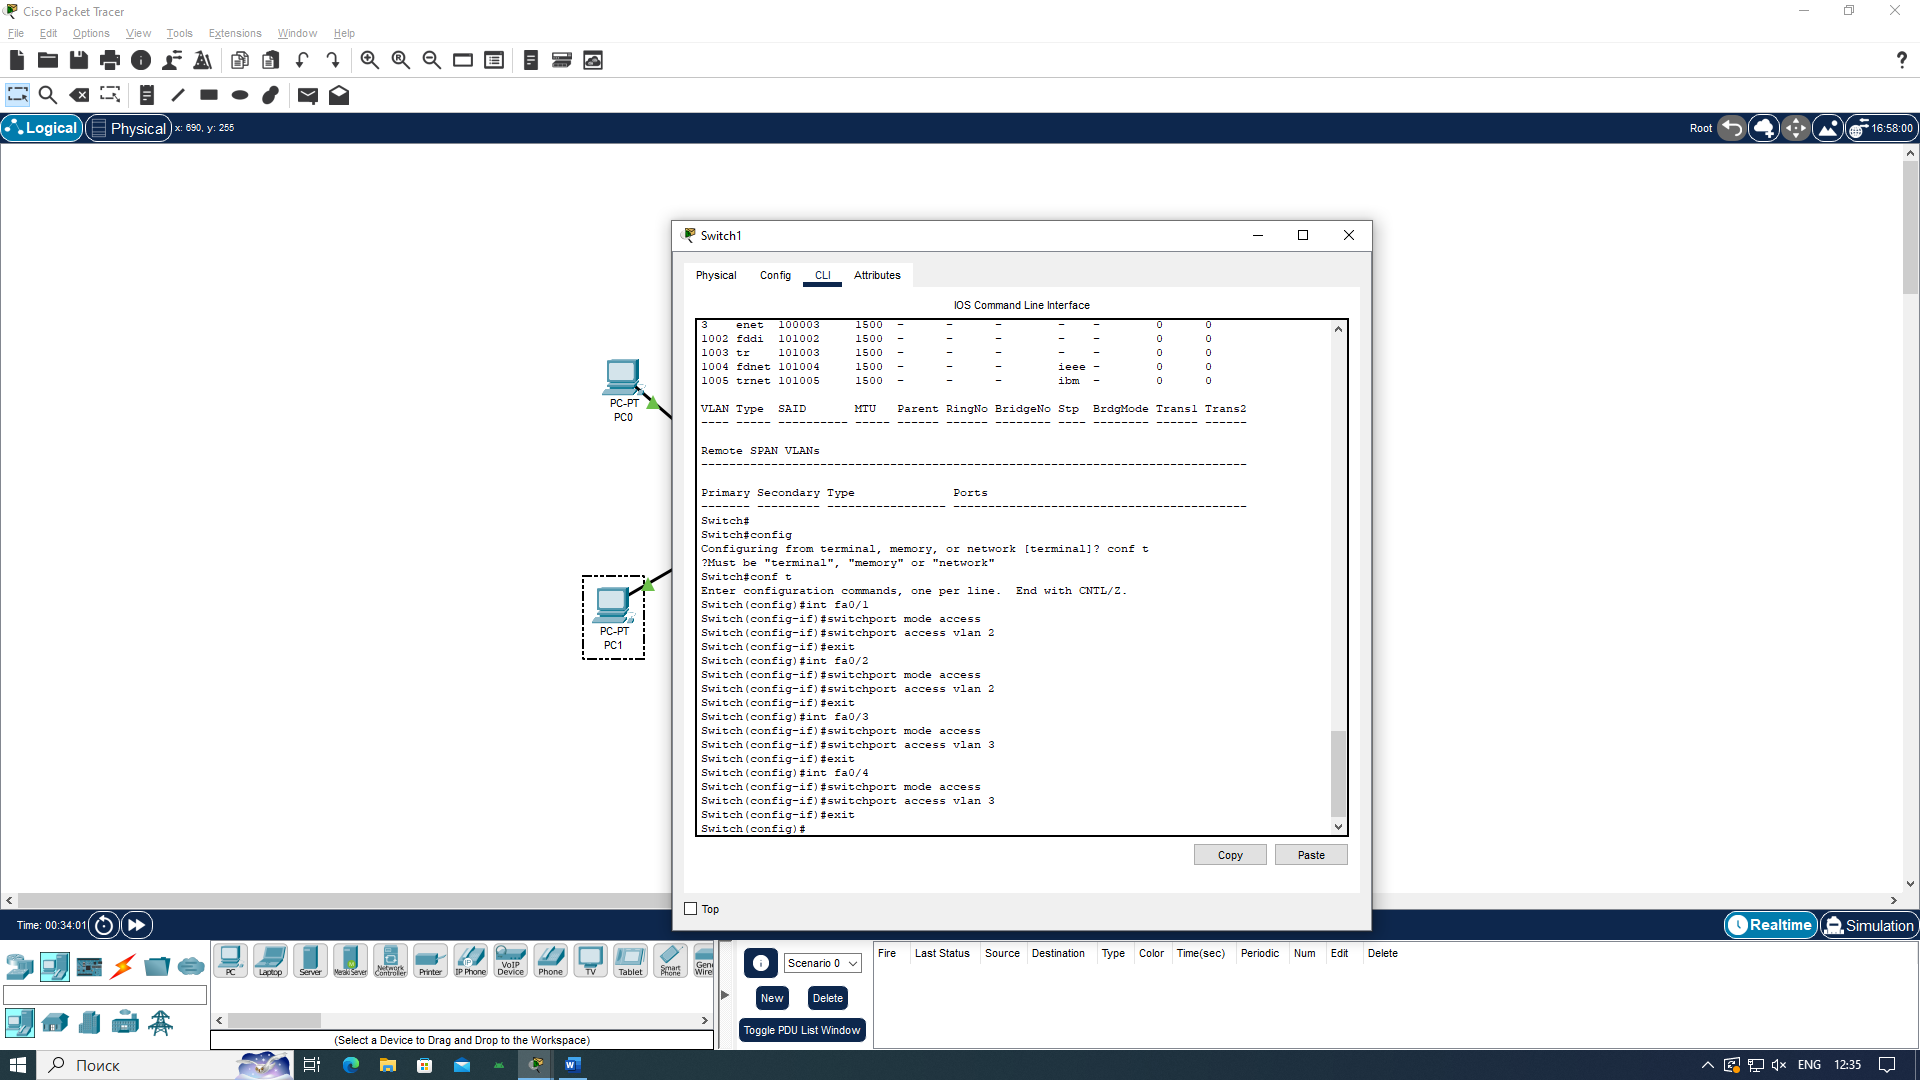 Cisco Packet Tracer
File Edit Options View Tools Extensions Window Help
Logical Physical x: 690, y: 255 Root 16:58:00
PC-PT
PC0
PC-PT
PC1
Switch1
Physical Config CLI Attributes
IOS Command Line Interface
3 enet 100003 1500 - - - - - 0 0
1002 fddi 101002 1500 - - - - - 0 0
1003 tr 101003 1500 - - - - - 0 0
1004 fdnet 101004 1500 - - - ieee - 0 0
1005 trnet 101005 1500 - - - ibm - 0 0
VLAN Type SAID MTU Parent RingNo BridgeNo Stp BrdgMode Trans1 Trans2
---- ----- ---------- ----- ------ ------ -------- ---- -------- ------ ------
Remote SPAN VLANs
------------------------------------------------------------------------------
Primary Secondary Type Ports
------- --------- ----------------- ------------------------------------------
Switch#
Switch#config
Configuring from terminal, memory, or network [terminal]? conf t
?Must be "terminal", "memory" or "network"
Switch#conf t
Enter configuration commands, one per line. End with CNTL/Z.
Switch(config)#int fa0/1
Switch(config-if)#switchport mode access
Switch(config-if)#switchport access vlan 2
Switch(config-if)#exit
Switch(config)#int fa0/2
Switch(config-if)#switchport mode access
Switch(config-if)#switchport access vlan 2
Switch(config-if)#exit
Switch(config)#int fa0/3
Switch(config-if)#switchport mode access
Switch(config-if)#switchport access vlan 3
Switch(config-if)#exit
Switch(config)#int fa0/4
Switch(config-if)#switchport mode access
Switch(config-if)#switchport access vlan 3
Switch(config-if)#exit
Switch(config)#
Copy Paste
Top
Time: 00:34:01 Realtime Simulation
PC Laptop Server Meraki Server Network Controller Printer IP Phone VoIP Device Phone TV Tablet Smart Phone
(Select a Device to Drag and Drop to the Workspace)
Scenario 0
New Delete
Toggle PDU List Window
Fire Last Status Source Destination Type Color Time(sec) Periodic Num Edit Delete
Поиск
ENG 12:35